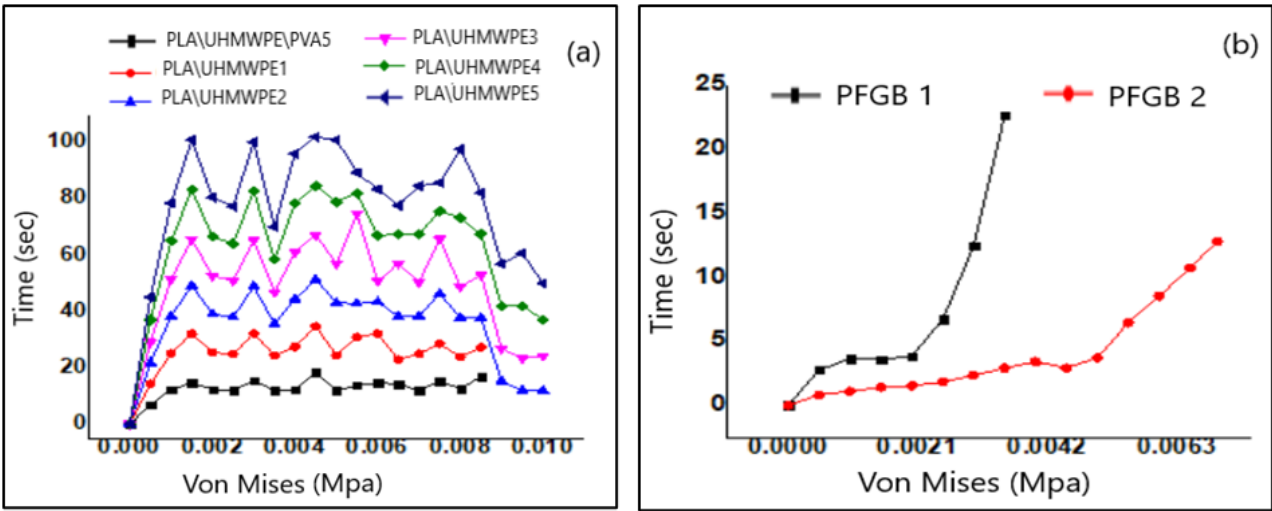 PLA\UHMWPE\PVA5
PLA\UHMWPE1
PLA\UHMWPE2
PLA\UHMWPE3
PLA\UHMWPE4
PLA\UHMWPE5
(a)
100
80
60
40
20
0
Time (sec)
0.000 0.002 0.004 0.006 0.008 0.010
Von Mises (Mpa)
(b)
PFGB 1
PFGB 2
25
20
15
10
5
0
Time (sec)
0.0000 0.0021 0.0042 0.0063
Von Mises (Mpa)